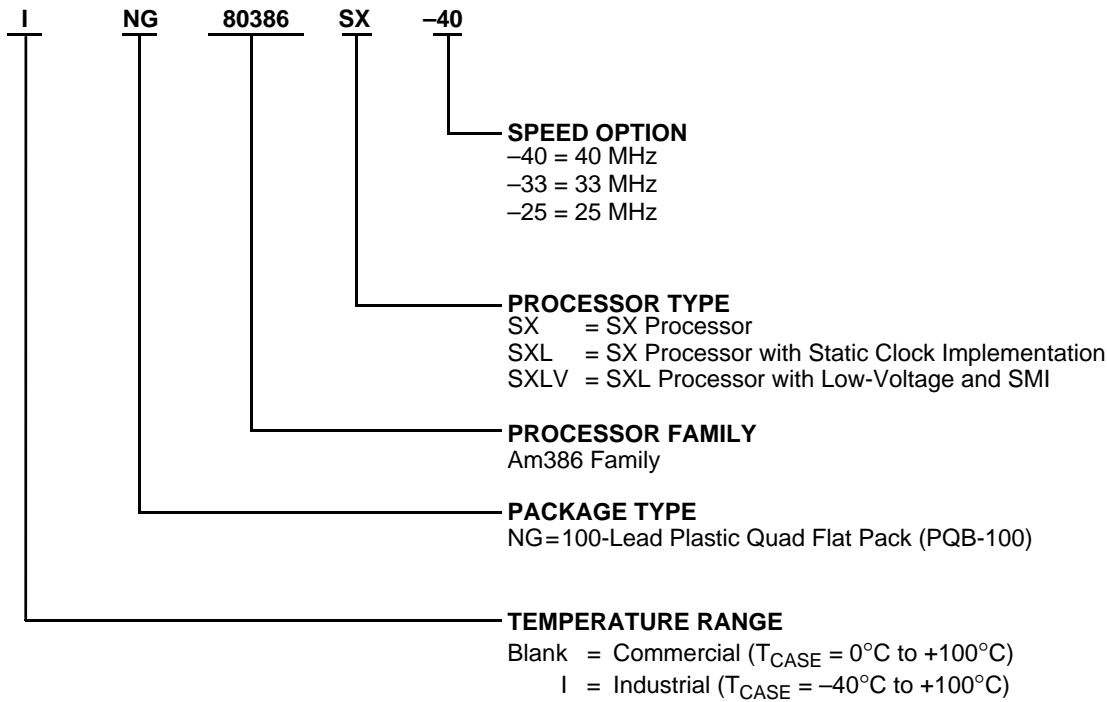 I NG 80386 SX –40
SPEED OPTION
–40 = 40 MHz
–33 = 33 MHz
–25 = 25 MHz
PROCESSOR TYPE
SX = SX Processor
SXL = SX Processor with Static Clock Implementation
SXLV = SXL Processor with Low-Voltage and SMI
PROCESSOR FAMILY
Am386 Family
PACKAGE TYPE
NG=100-Lead Plastic Quad Flat Pack (PQB-100)
TEMPERATURE RANGE
Blank = Commercial (TCASE = 0°C to +100°C)
I = Industrial (TCASE = –40°C to +100°C)